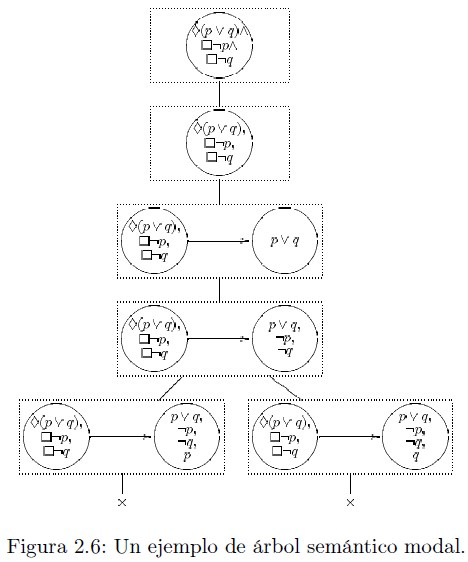 ◊(p ∨ q)∧
□¬p∧
□¬q
◊(p ∨ q),
□¬p,
□¬q
◊(p ∨ q),
□¬p,
□¬q
p ∨ q
◊(p ∨ q),
□¬p,
□¬q
p ∨ q,
¬p,
¬q
◊(p ∨ q),
□¬p,
□¬q
p ∨ q,
¬p,
¬q,
p
×
◊(p ∨ q),
□¬p,
□¬q
p ∨ q,
¬p,
¬q,
q
×
Figura 2.6: Un ejemplo de árbol semántico modal.